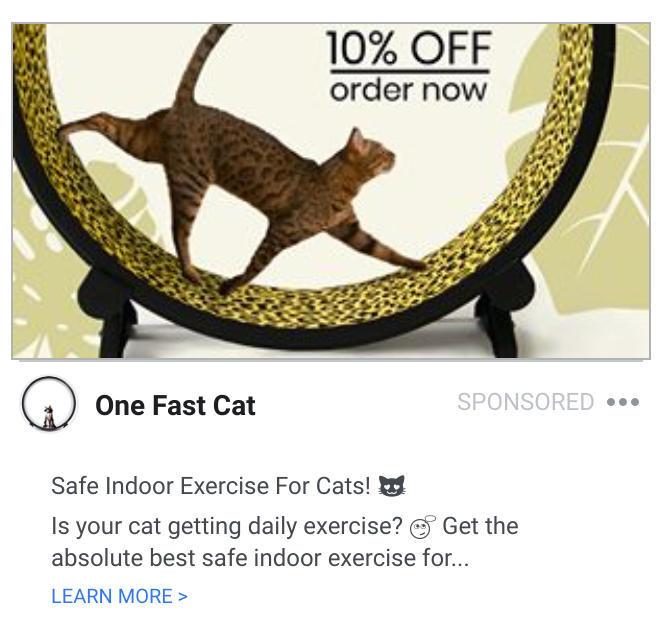 10% OFF
order now
One Fast Cat
SPONSORED
Safe Indoor Exercise For Cats! 😼
Is your cat getting daily exercise? 💭 Get the
absolute best safe indoor exercise for...
LEARN MORE >